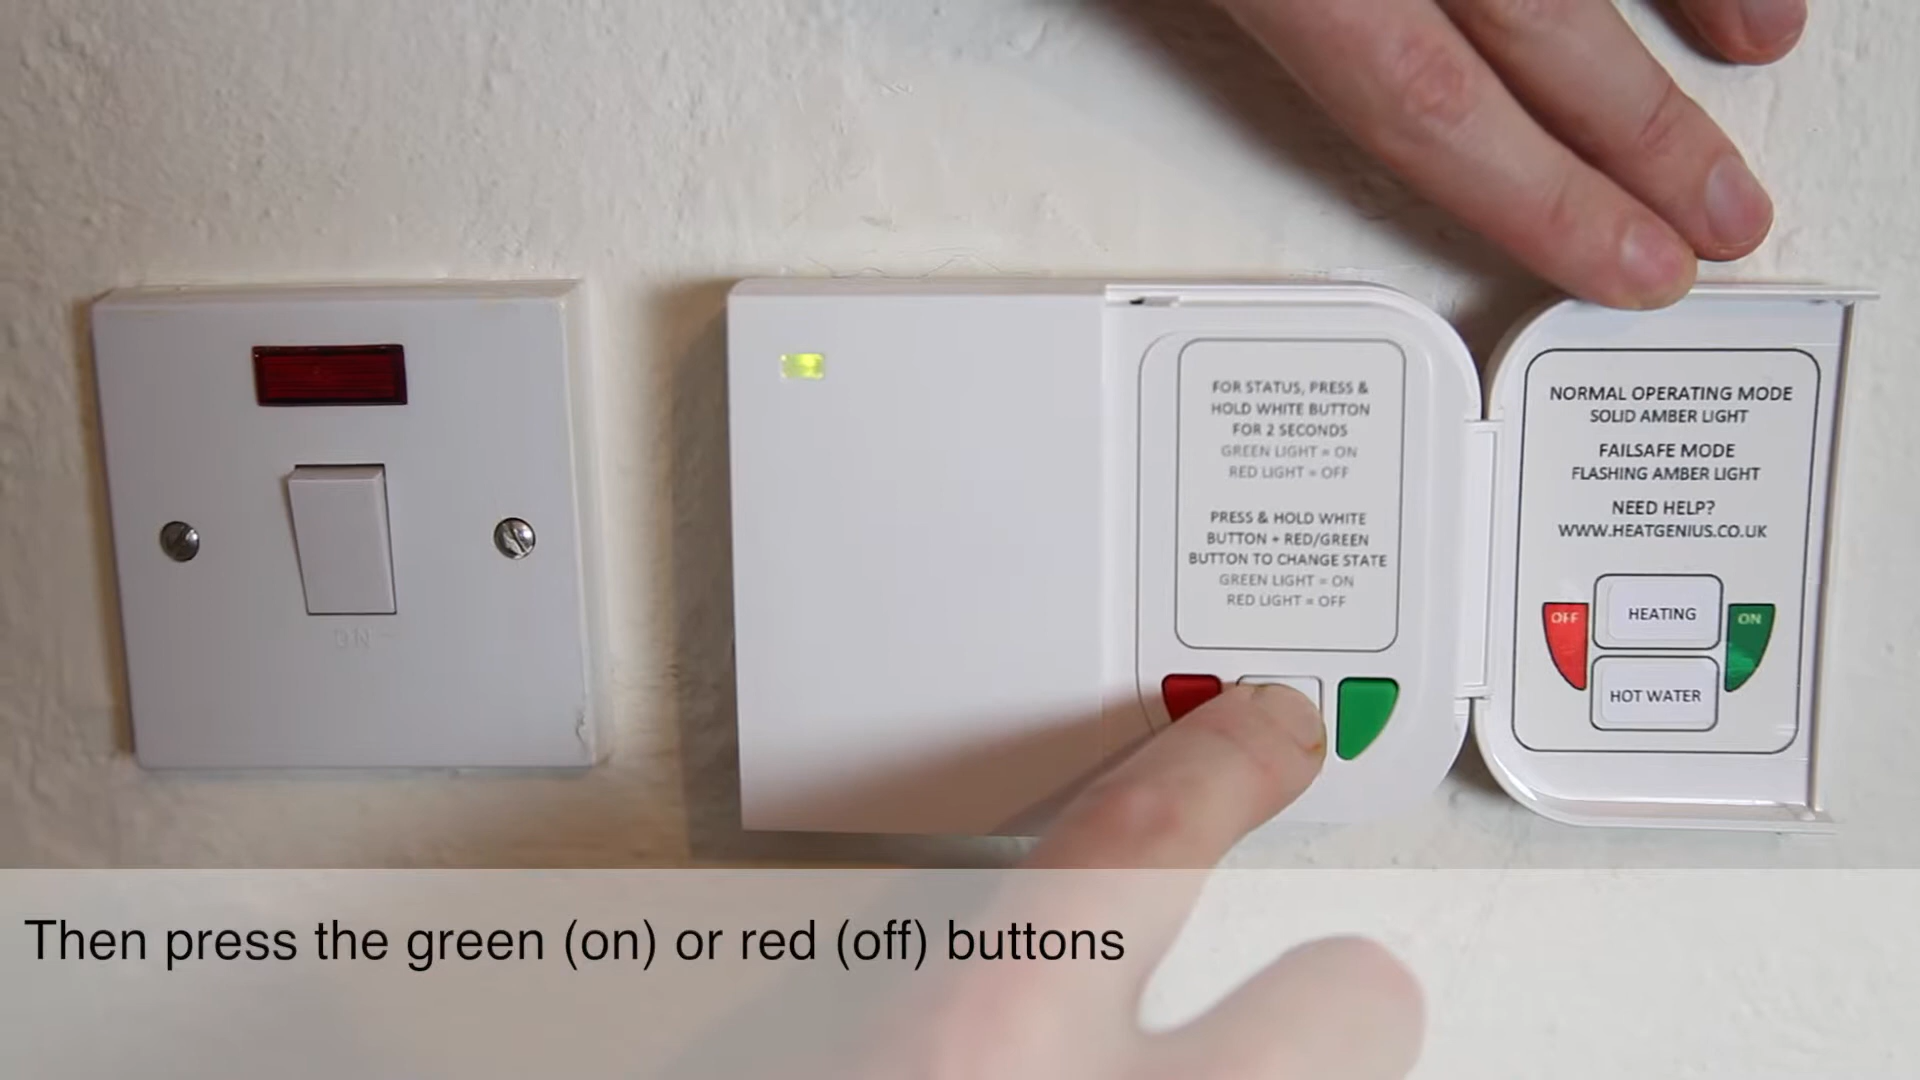 FOR STATUS, PRESS &
HOLD WHITE BUTTON
FOR 2 SECONDS
GREEN LIGHT = ON
RED LIGHT = OFF
PRESS & HOLD WHITE
BUTTON + RED/GREEN
BUTTON TO CHANGE STATE
GREEN LIGHT = ON
RED LIGHT = OFF
NORMAL OPERATING MODE
SOLID AMBER LIGHT
FAILSAFE MODE
FLASHING AMBER LIGHT
NEED HELP?
WWW.HEATGENIUS.CO.UK
OFF
HEATING
ON
HOT WATER
ON
Then press the green (on) or red (off) buttons